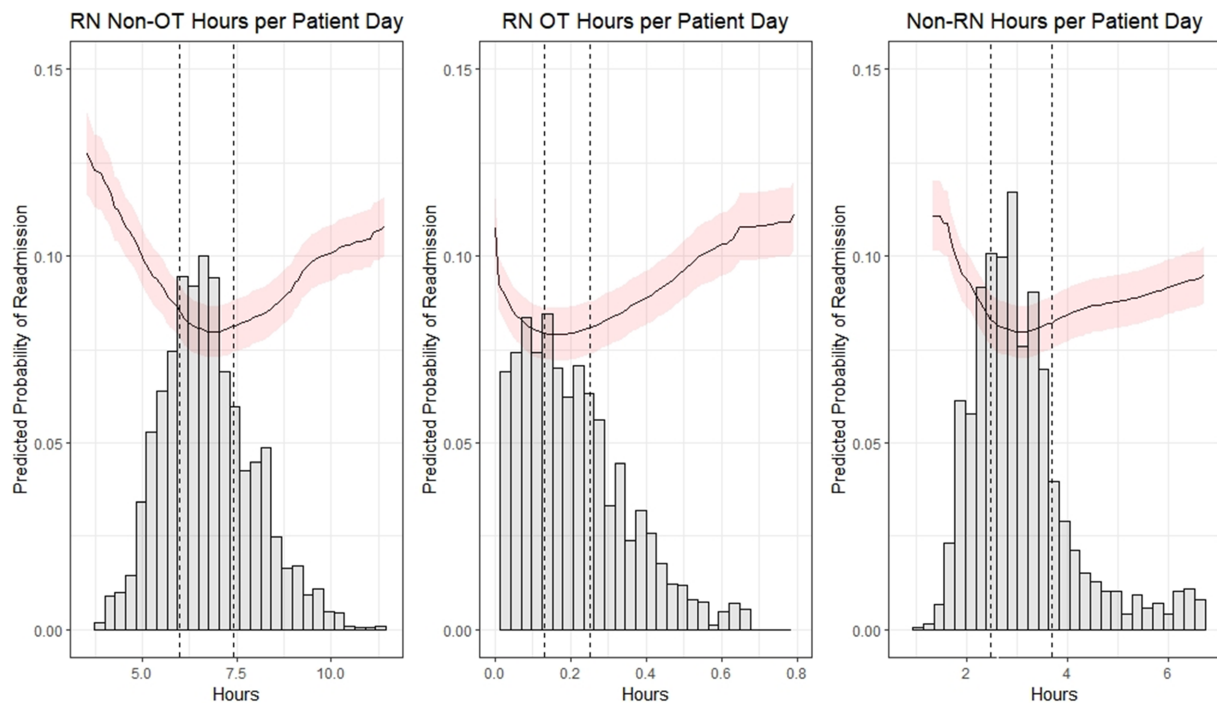 RN Non-OT Hours per Patient Day
Predicted Probability of Readmission
0.15
0.10
0.05
0.00
5.0 7.5 10.0
Hours
RN OT Hours per Patient Day
Predicted Probability of Readmission
0.15
0.10
0.05
0.00
0.0 0.2 0.4 0.6 0.8
Hours
Non-RN Hours per Patient Day
Predicted Probability of Readmission
0.15
0.10
0.05
0.00
2 4 6
Hours